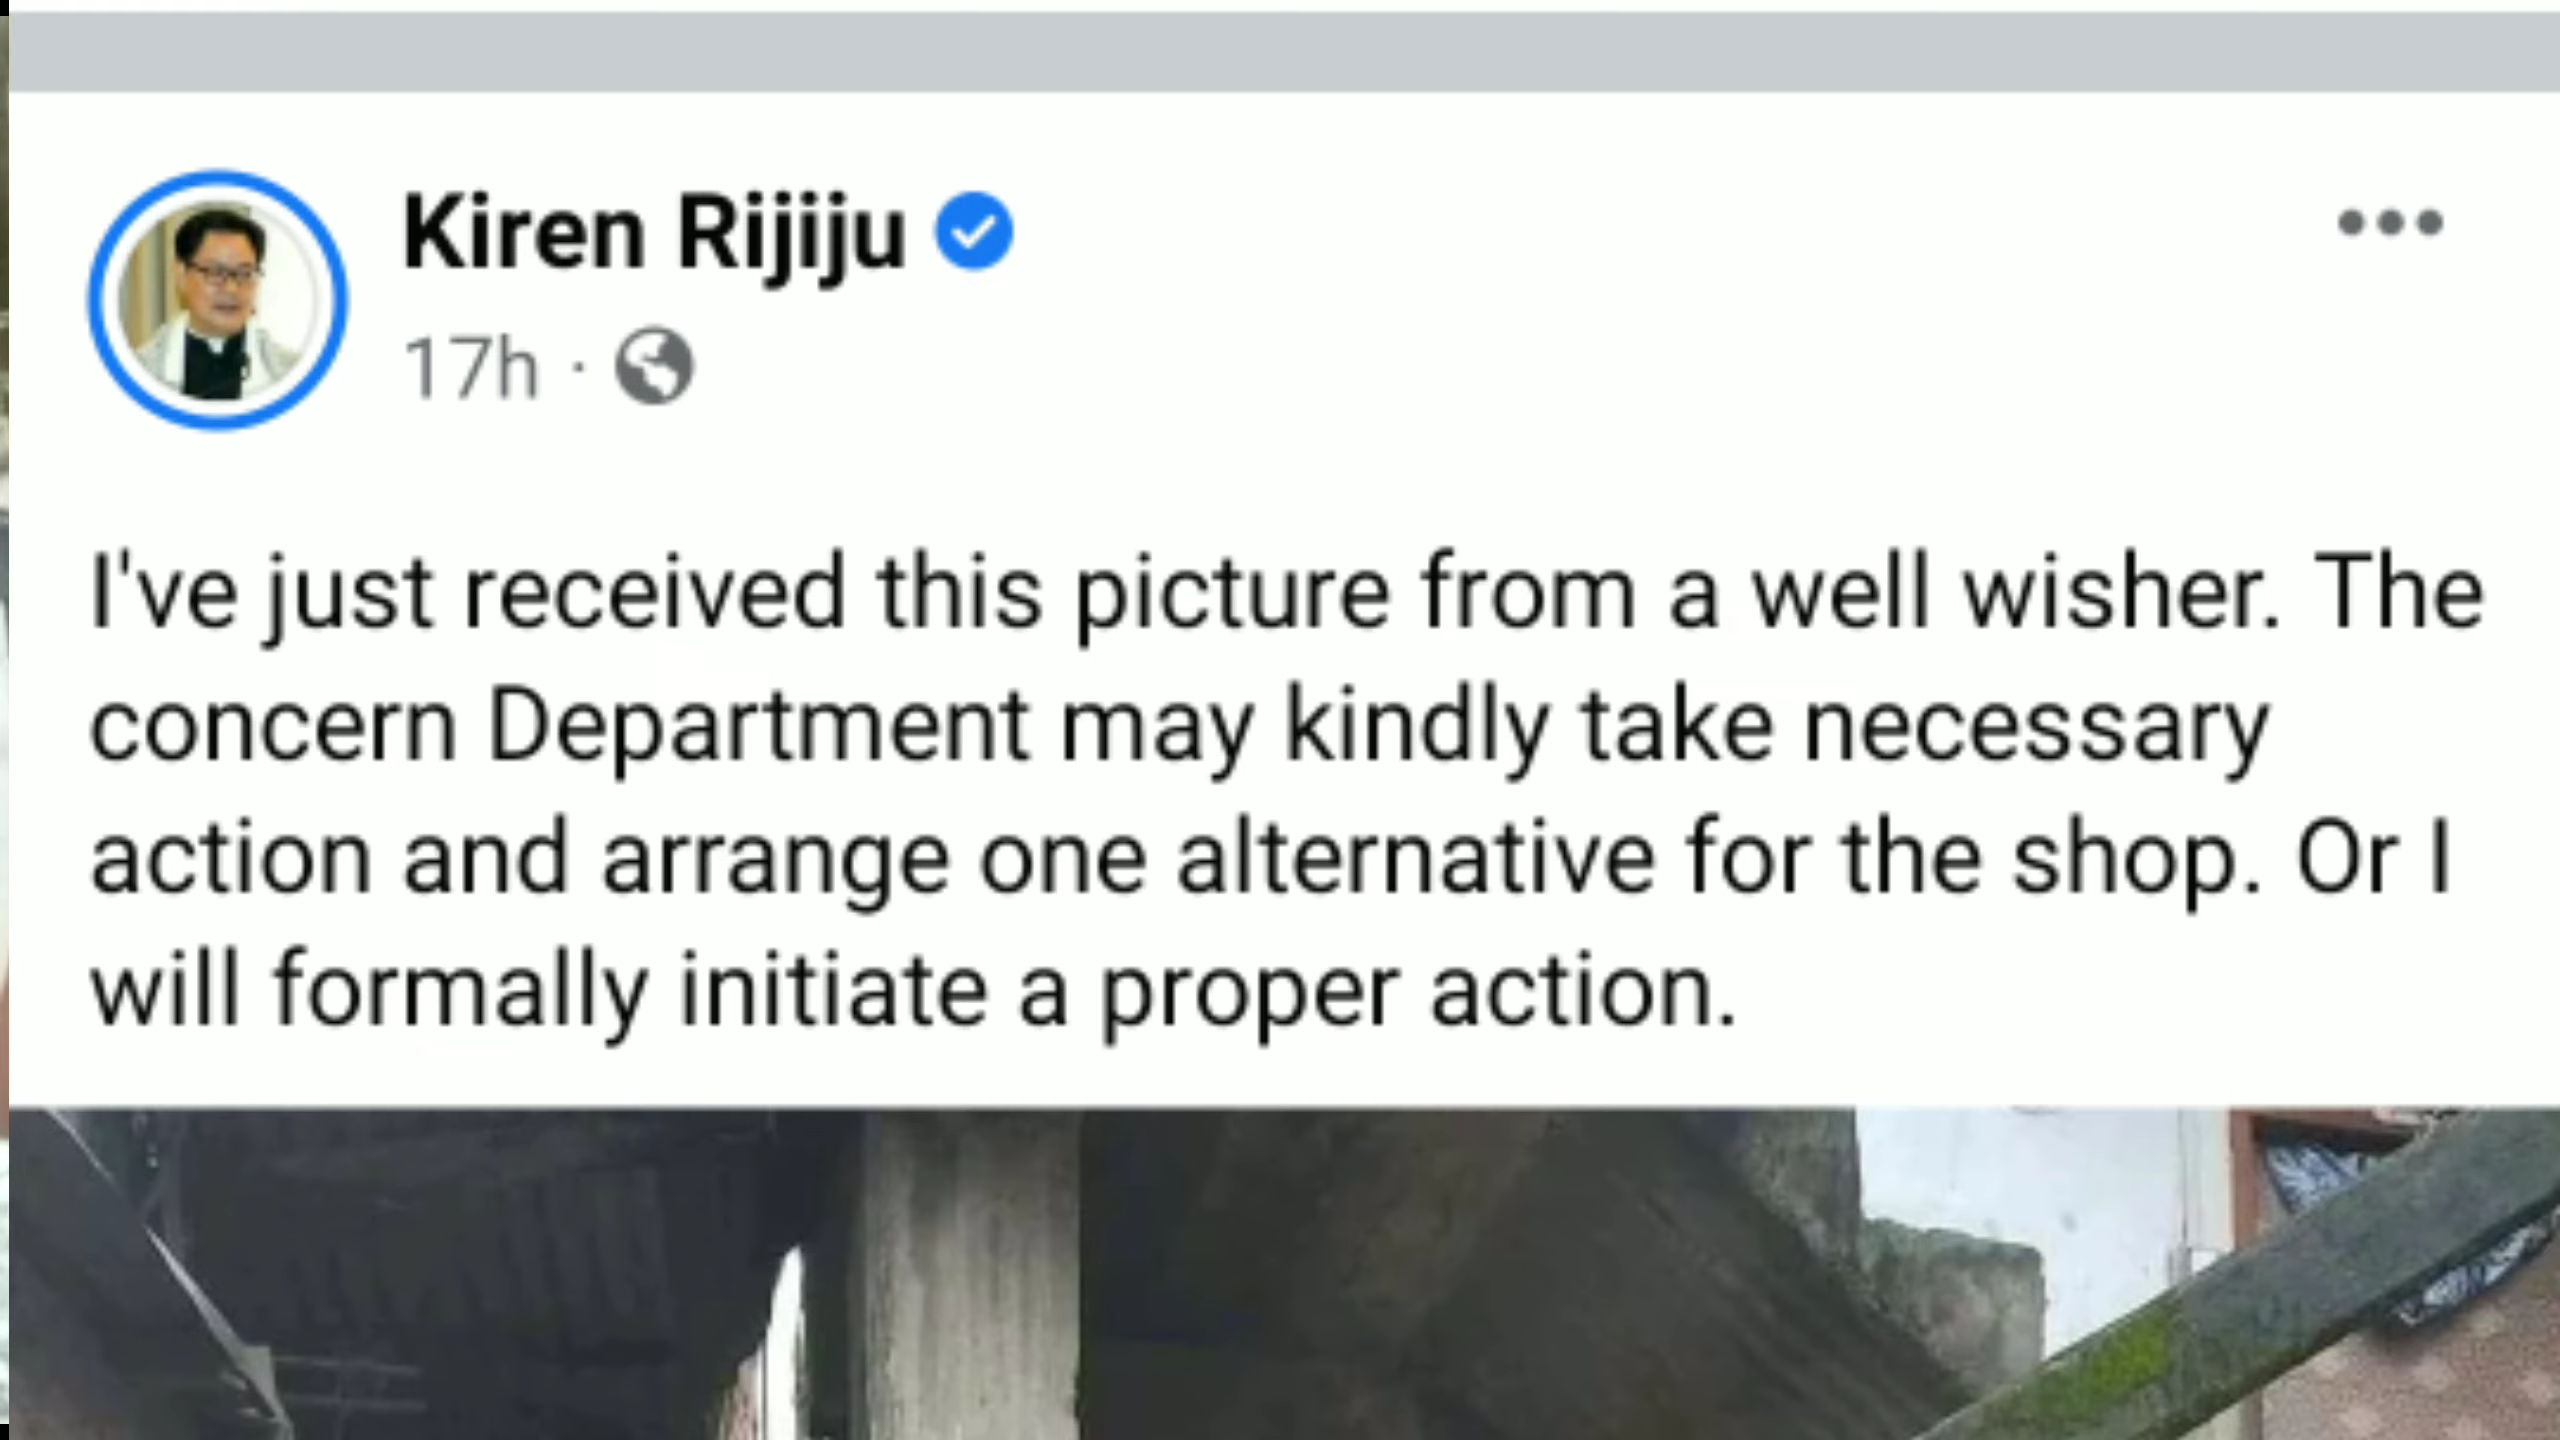 Kiren Rijiju
17h ·
I've just received this picture from a well wisher. The
concern Department may kindly take necessary
action and arrange one alternative for the shop. Or I
will formally initiate a proper action.